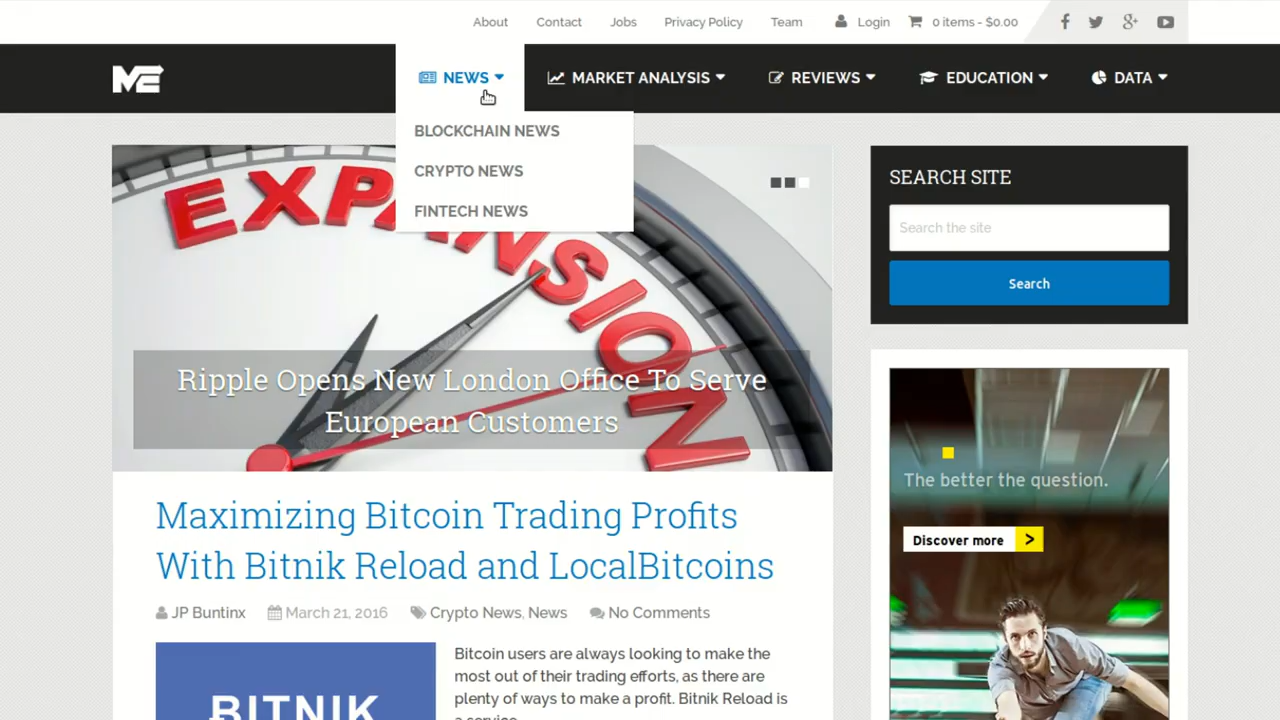 About Contact Jobs Privacy Policy Team Login 0 items - $0.00
ME NEWS MARKET ANALYSIS REVIEWS EDUCATION DATA
BLOCKCHAIN NEWS
CRYPTO NEWS
FINTECH NEWS
EXPANSION
Ripple Opens New London Office To Serve
European Customers
SEARCH SITE
Search the site
Search
The better the question.
Discover more >
Maximizing Bitcoin Trading Profits
With Bitnik Reload and LocalBitcoins
JP Buntinx March 21, 2016 Crypto News, News No Comments
BITNIK
Bitcoin users are always looking to make the
most out of their trading efforts, as there are
plenty of ways to make a profit. Bitnik Reload is
a service